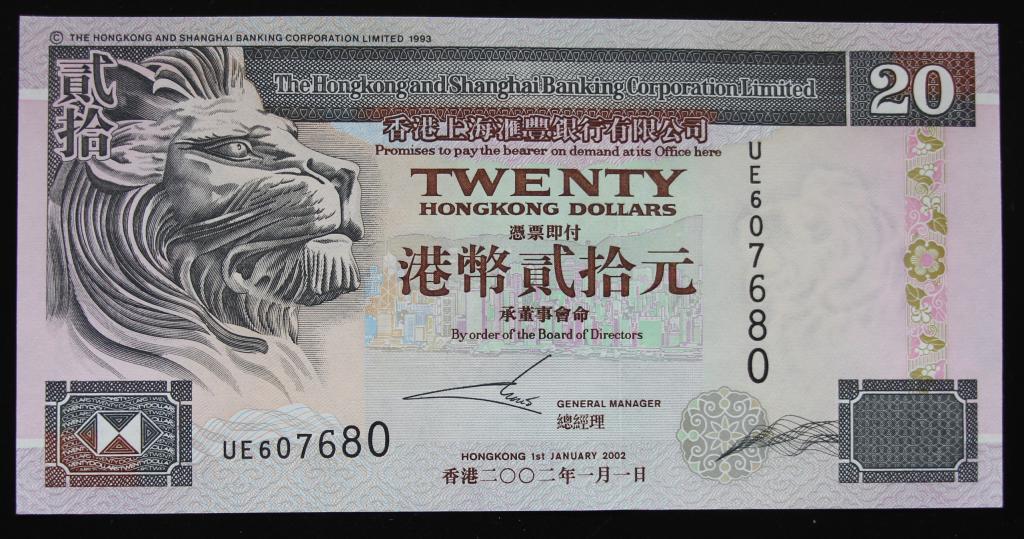 © THE HONGKONG AND SHANGHAI BANKING CORPORATION LIMITED 1993
貳拾
The Hongkong and Shanghai Banking Corporation Limited
20
香港上海滙豐銀行有限公司
Promises to pay the bearer on demand at its Office here
TWENTY
HONGKONG DOLLARS
憑票即付
港幣貳拾元
承董事會命
By order of the Board of Directors
UE607680
GENERAL MANAGER
總經理
UE607680
HONGKONG 1st JANUARY 2002
香港二〇〇二年一月一日